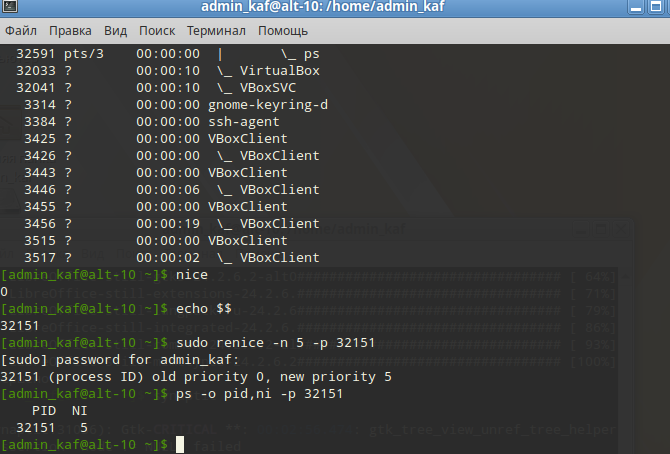 admin_kaf@alt-10: /home/admin_kaf
Файл Правка Вид Поиск Терминал Помощь
32591 pts/3 00:00:00 | \_ ps
32033 ? 00:00:10 \_ VirtualBox
32041 ? 00:00:10 \_ VBoxSVC
3314 ? 00:00:00 gnome-keyring-d
3384 ? 00:00:00 ssh-agent
3425 ? 00:00:00 VBoxClient
3426 ? 00:00:00 \_ VBoxClient
3443 ? 00:00:00 VBoxClient
3446 ? 00:00:06 \_ VBoxClient
3455 ? 00:00:00 VBoxClient
3456 ? 00:00:19 \_ VBoxClient
3515 ? 00:00:00 VBoxClient
3517 ? 00:00:02 \_ VBoxClient
[admin_kaf@alt-10 ~]$ nice
0
[admin_kaf@alt-10 ~]$ echo $$
32151
[admin_kaf@alt-10 ~]$ sudo renice -n 5 -p 32151
[sudo] password for admin_kaf:
32151 (process ID) old priority 0, new priority 5
[admin_kaf@alt-10 ~]$ ps -o pid,ni -p 32151
PID NI
32151 5
[admin_kaf@alt-10 ~]$